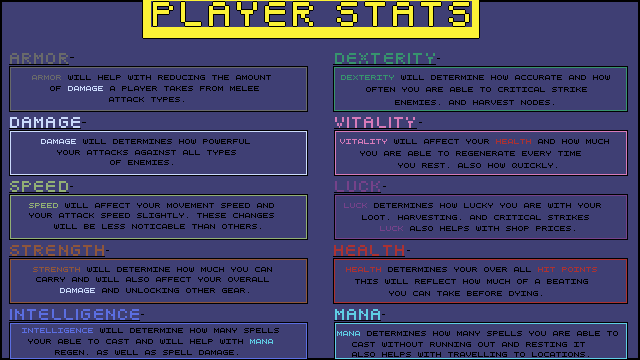 PLAYER STATS
ARMOR-
ARMOR WILL HELP WITH REDUCING THE AMOUNT
OF DAMAGE A PLAYER TAKES FROM MELEE
ATTACK TYPES.
DAMAGE-
DAMAGE WILL DETERMINES HOW POWERFUL
YOUR ATTACKS AGAINST ALL TYPES
OF ENEMIES.
SPEED-
SPEED WILL AFFECT YOUR MOVEMENT SPEED AND
YOUR ATTACK SPEED SLIGHTLY. THESE CHANGES
WILL BE LESS NOTICABLE THAN OTHERS.
STRENGTH-
STRENGTH WILL DETERMINE HOW MUCH YOU CAN
CARRY AND WILL ALSO AFFECT YOUR OVERALL
DAMAGE AND UNLOCKING OTHER GEAR.
INTELLIGENCE-
INTELLIGENCE WILL DETERMINE HOW MANY SPELLS
YOUR ABLE TO CAST AND WILL HELP WITH MANA
REGEN. AS WELL AS SPELL DAMAGE.
DEXTERITY-
DEXTERITY WILL DETERMINE HOW ACCURATE AND HOW
OFTEN YOU ARE ABLE TO CRITICAL STRIKE
ENEMIES. AND HARVEST NODES.
VITALITY-
VITALITY WILL AFFECT YOUR HEALTH AND HOW MUCH
YOU ARE ABLE TO REGENERATE EVERY TIME
YOU REST. ALSO HOW QUICKLY.
LUCK-
LUCK DETERMINES HOW LUCKY YOU ARE WITH YOUR
LOOT. HARVESTING. AND CRITICAL STRIKES
LUCK ALSO HELPS WITH SHOP PRICES.
HEALTH-
HEALTH DETERMINES YOUR OVER ALL HIT POINTS
THIS WILL REFLECT HOW MUCH OF A BEATING
YOU CAN TAKE BEFORE DYING.
MANA-
MANA DETERMINES HOW MANY SPELLS YOU ARE ABLE TO
CAST WITHOUT RUNNING OUT AND RESTING IT
ALSO HELPS WITH TRAVELING TO LOCATIONS.